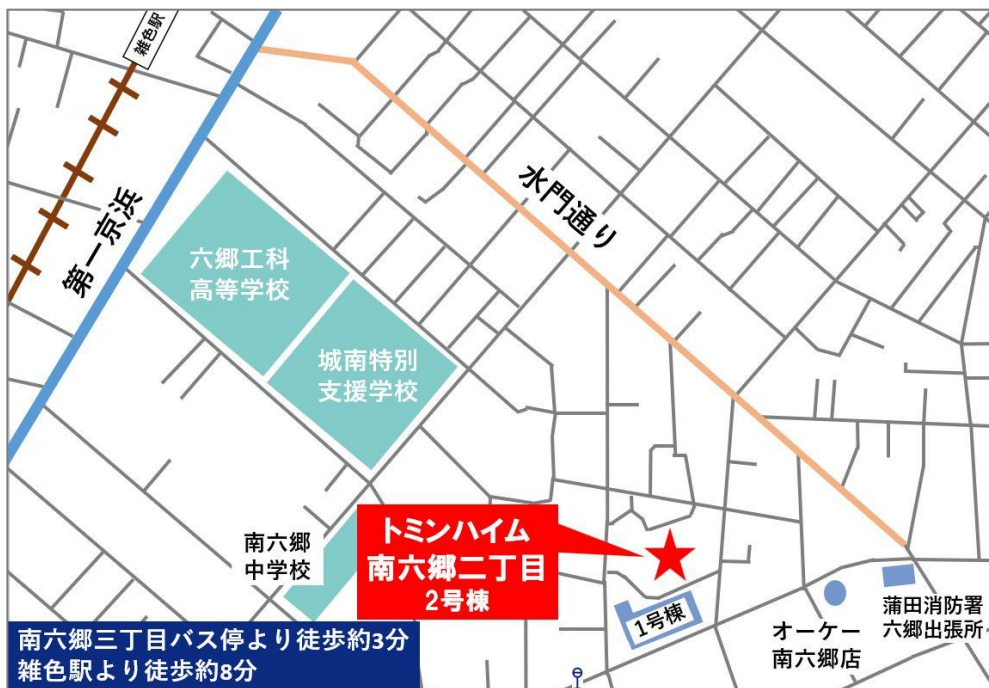 雑色駅
第一京浜
水門通り
六郷工科
高等学校
城南特別
支援学校
南六郷
中学校
トミンハイム
南六郷二丁目
2号棟
1号棟
オーケー
南六郷店
蒲田消防署
六郷出張所
南六郷三丁目バス停より徒歩約3分
雑色駅より徒歩約8分